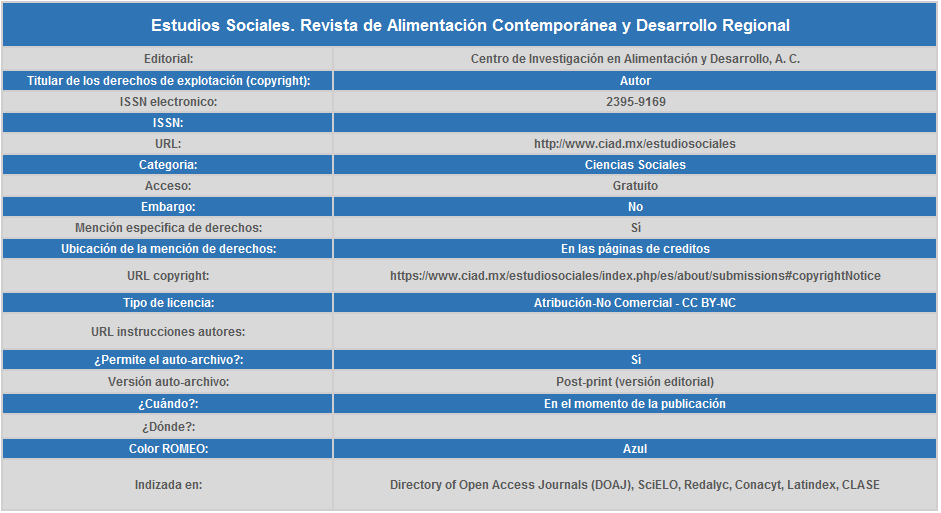 Estudios Sociales. Revista de Alimentación Contemporánea y Desarrollo Regional
Editorial: Centro de Investigación en Alimentación y Desarrollo, A. C.
Titular de los derechos de explotación (copyright): Autor
ISSN electronico: 2395-9169
ISSN:
URL: http://www.ciad.mx/estudiosociales
Categoria: Ciencias Sociales
Acceso: Gratuito
Embargo: No
Mención especifica de derechos: Sí
Ubicación de la mención de derechos: En las páginas de creditos
URL copyright: https://www.ciad.mx/estudiosociales/index.php/es/about/submissions#copyrightNotice
Tipo de licencia: Atribución-No Comercial - CC BY-NC
URL instrucciones autores:
¿Permite el auto-archivo?: Sí
Versión auto-archivo: Post-print (versión editorial)
¿Cuándo?: En el momento de la publicación
¿Dónde?:
Color ROMEO: Azul
Indizada en: Directory of Open Access Journals (DOAJ), SciELO, Redalyc, Conacyt, Latindex, CLASE